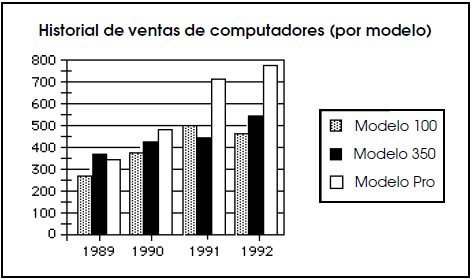 Historial de ventas de computadores (por modelo)
800
700
600
500
400
300
200
100
0
1989 1990 1991 1992
Modelo 100
Modelo 350
Modelo Pro